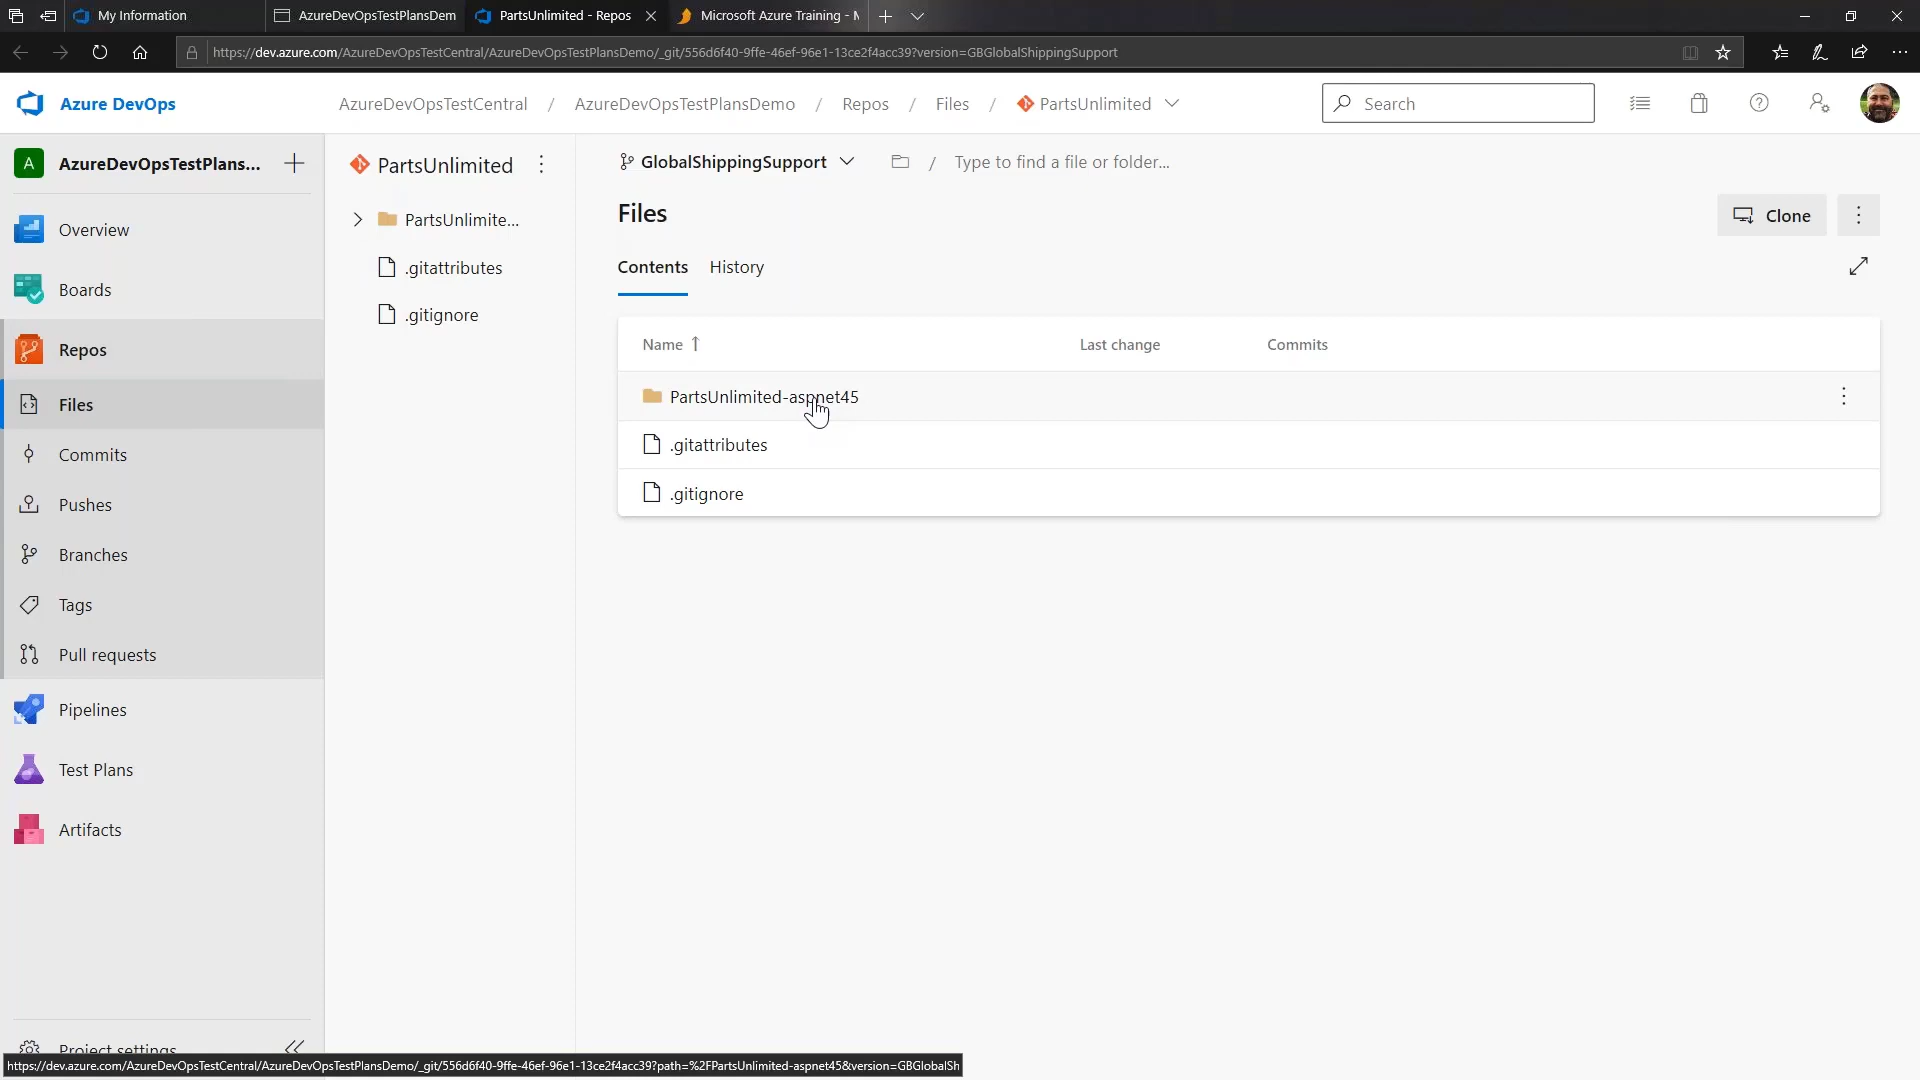 My Information
AzureDevOpsTestPlansDem
PartsUnlimited - Repos
Microsoft Azure Training - M
https://dev.azure.com/AzureDevOpsTestCentral/AzureDevOpsTestPlansDemo/_git/556d6f40-9ffe-46ef-96e1-13ce2f4acc39?version=GBGlobalShippingSupport
Azure DevOps
AzureDevOpsTestCentral / AzureDevOpsTestPlansDemo / Repos / Files / PartsUnlimited
Search
A AzureDevOpsTestPlans...
Overview
Boards
Repos
Files
Commits
Pushes
Branches
Tags
Pull requests
Pipelines
Test Plans
Artifacts
Project settings
PartsUnlimited
PartsUnlimite...
.gitattributes
.gitignore
GlobalShippingSupport
/ Type to find a file or folder...
Files
Clone
Contents History
Name Last change Commits
PartsUnlimited-aspnet45
.gitattributes
.gitignore
https://dev.azure.com/AzureDevOpsTestCentral/AzureDevOpsTestPlansDemo/_git/556d6f40-9ffe-46ef-96e1-13ce2f4acc39?path=%2FPartsUnlimited-aspnet45&version=GBGlobalSh